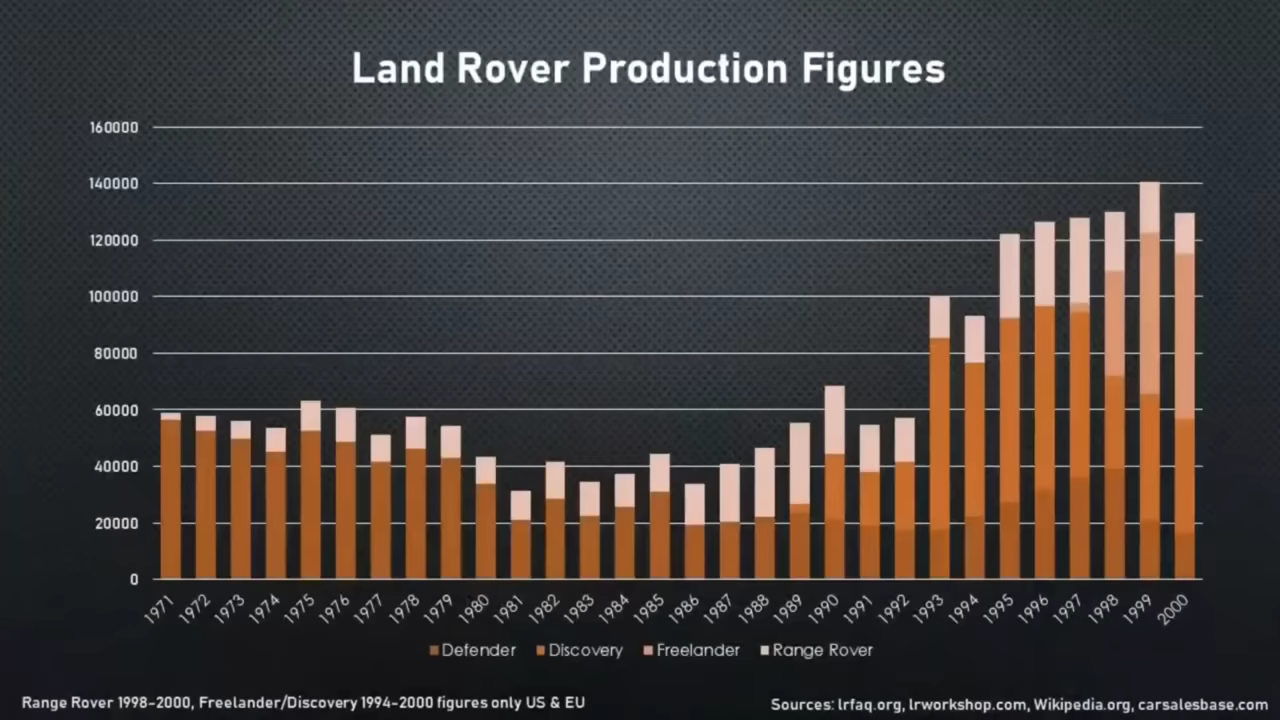 Land Rover Production Figures
160000
140000
120000
100000
80000
60000
40000
20000
0
1971 1972 1973 1974 1975 1976 1977 1978 1979 1980 1981 1982 1983 1984 1985 1986 1987 1988 1989 1990 1991 1992 1993 1994 1995 1996 1997 1998 1999 2000
Defender Discovery Freelander Range Rover
Range Rover 1998-2000, Freelander/Discovery 1994-2000 figures only US & EU
Sources: lrfaq.org, lrworkshop.com, Wikipedia.org, carsalesbase.com